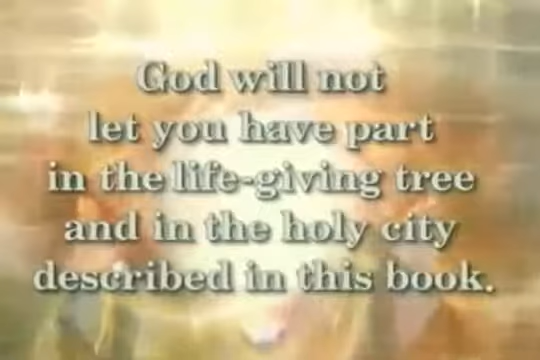 God will not
let you have part
in the life-giving tree
and in the holy city
described in this book.